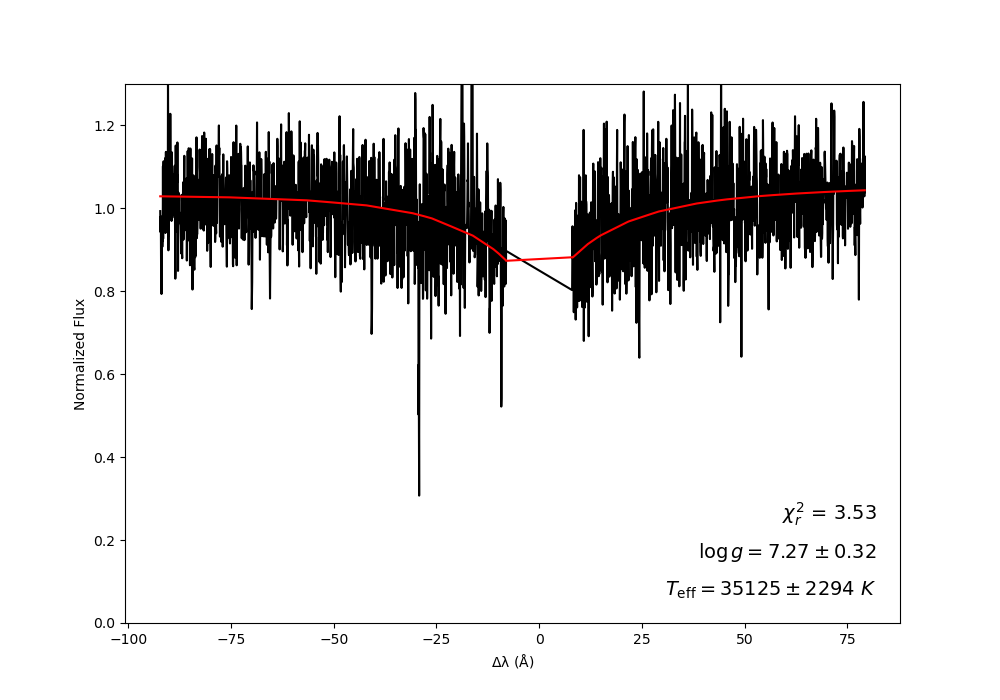 Normalized Flux
1.2
1.0
0.8
0.6
0.4
0.2
0.0
χ²ᵣ = 3.53
log g = 7.27 ± 0.32
T_eff = 35125 ± 2294 K
−100 −75 −50 −25 0 25 50 75
Δλ (Å)